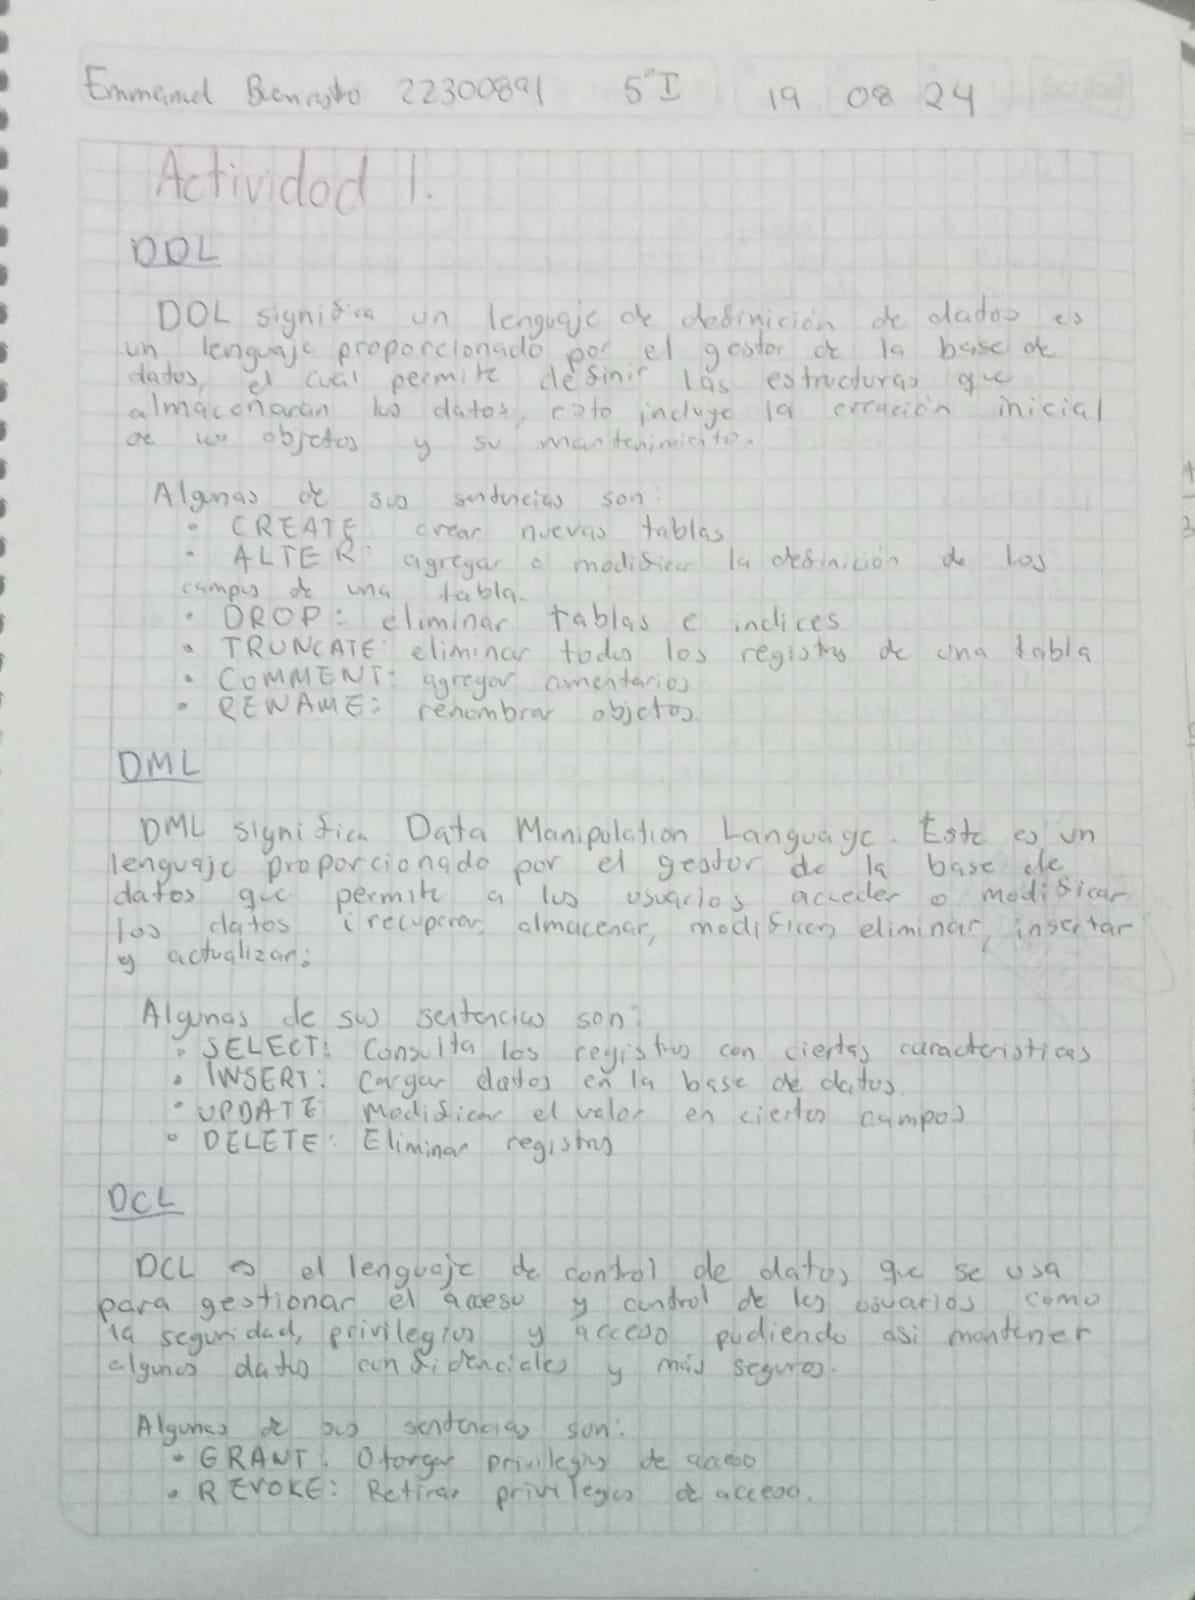 Emmanuel Benrostro 22300891 5°I 19 08 24
Actividad 1.
DDL
DDL significa un lenguaje de definición de datos es
un lenguaje proporcionado por el gestor de la base de
datos, el cual permite definir las estructuras que
almacenaran los datos, esto incluye la creación inicial
de los objetos y su mantenimiento.
Algunas de sus sentencias son:
• CREATE crear nuevas tablas
• ALTER: agregar o modificar la definición de los
campos de una tabla.
• DROP: eliminar tablas e indices
• TRUNCATE: eliminar todos los registros de una tabla
• COMMENT: agregar comentarios
• RENAME: renombrar objetos.
DML
DML significa Data Manipulation Language. Este es un
lenguaje proporcionado por el gestor de la base de
datos que permite a los usuarios acceder o modificar
los datos (recuperar, almacenar, modificar, eliminar, insertar
y actualizar:
Algunas de sus sentencias son:
• SELECT: Consulta los registros con ciertas caracteristicas
• INSERT: Cargar datos en la base de datos.
• UPDATE: Modificar el valor en ciertos campos
• DELETE: Eliminar registros
DCL
DCL es el lenguaje de control de datos, que se usa
para gestionar el acceso y control de los usuarios, como
la seguridad, privilegios y acceso pudiendo asi mantener
algunos datos confidenciales y más seguros.
Algunas de sus sentencias son:
• GRANT: Otorgar privilegios de acceso
• REVOKE: Retirar privilegios de acceso.